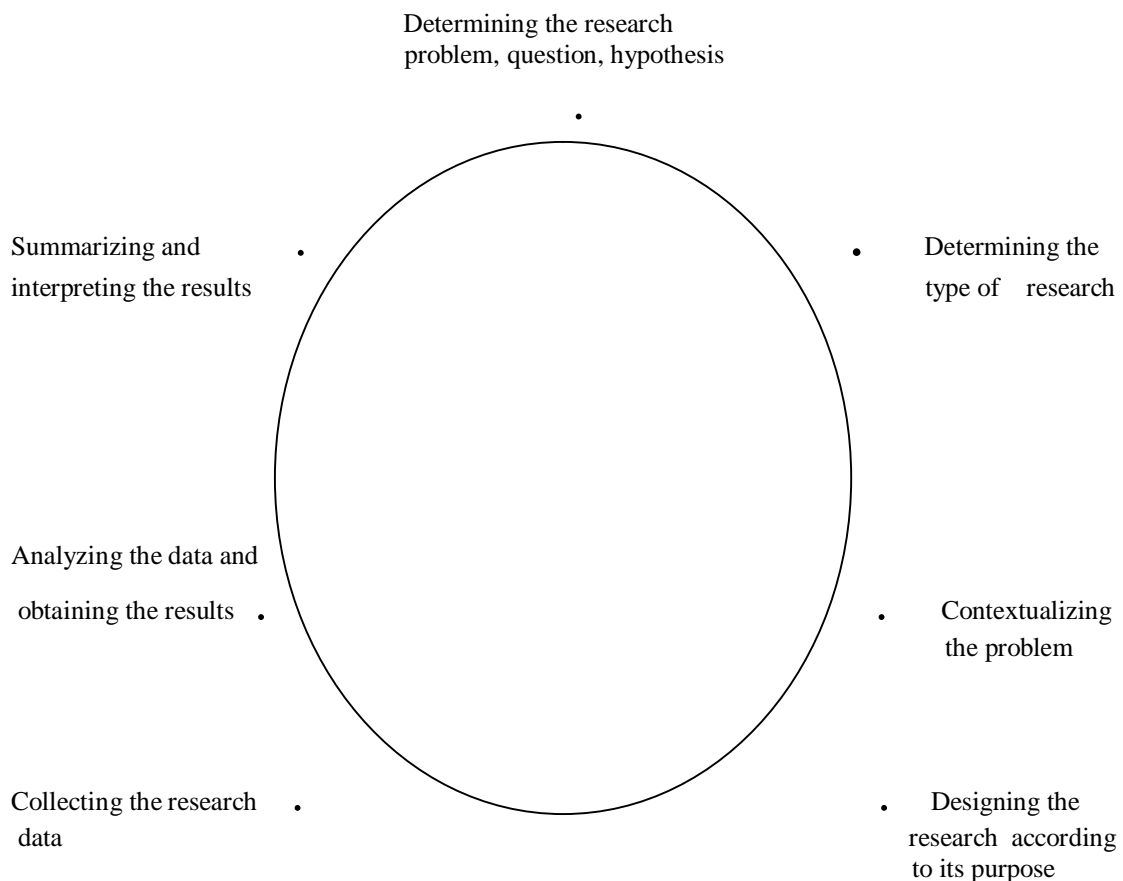 Determining the research
problem, question, hypothesis
Summarizing and
interpreting the results
Determining the
type of research
Analyzing the data and
obtaining the results
Contextualizing
the problem
Collecting the research
data
Designing the
research according
to its purpose